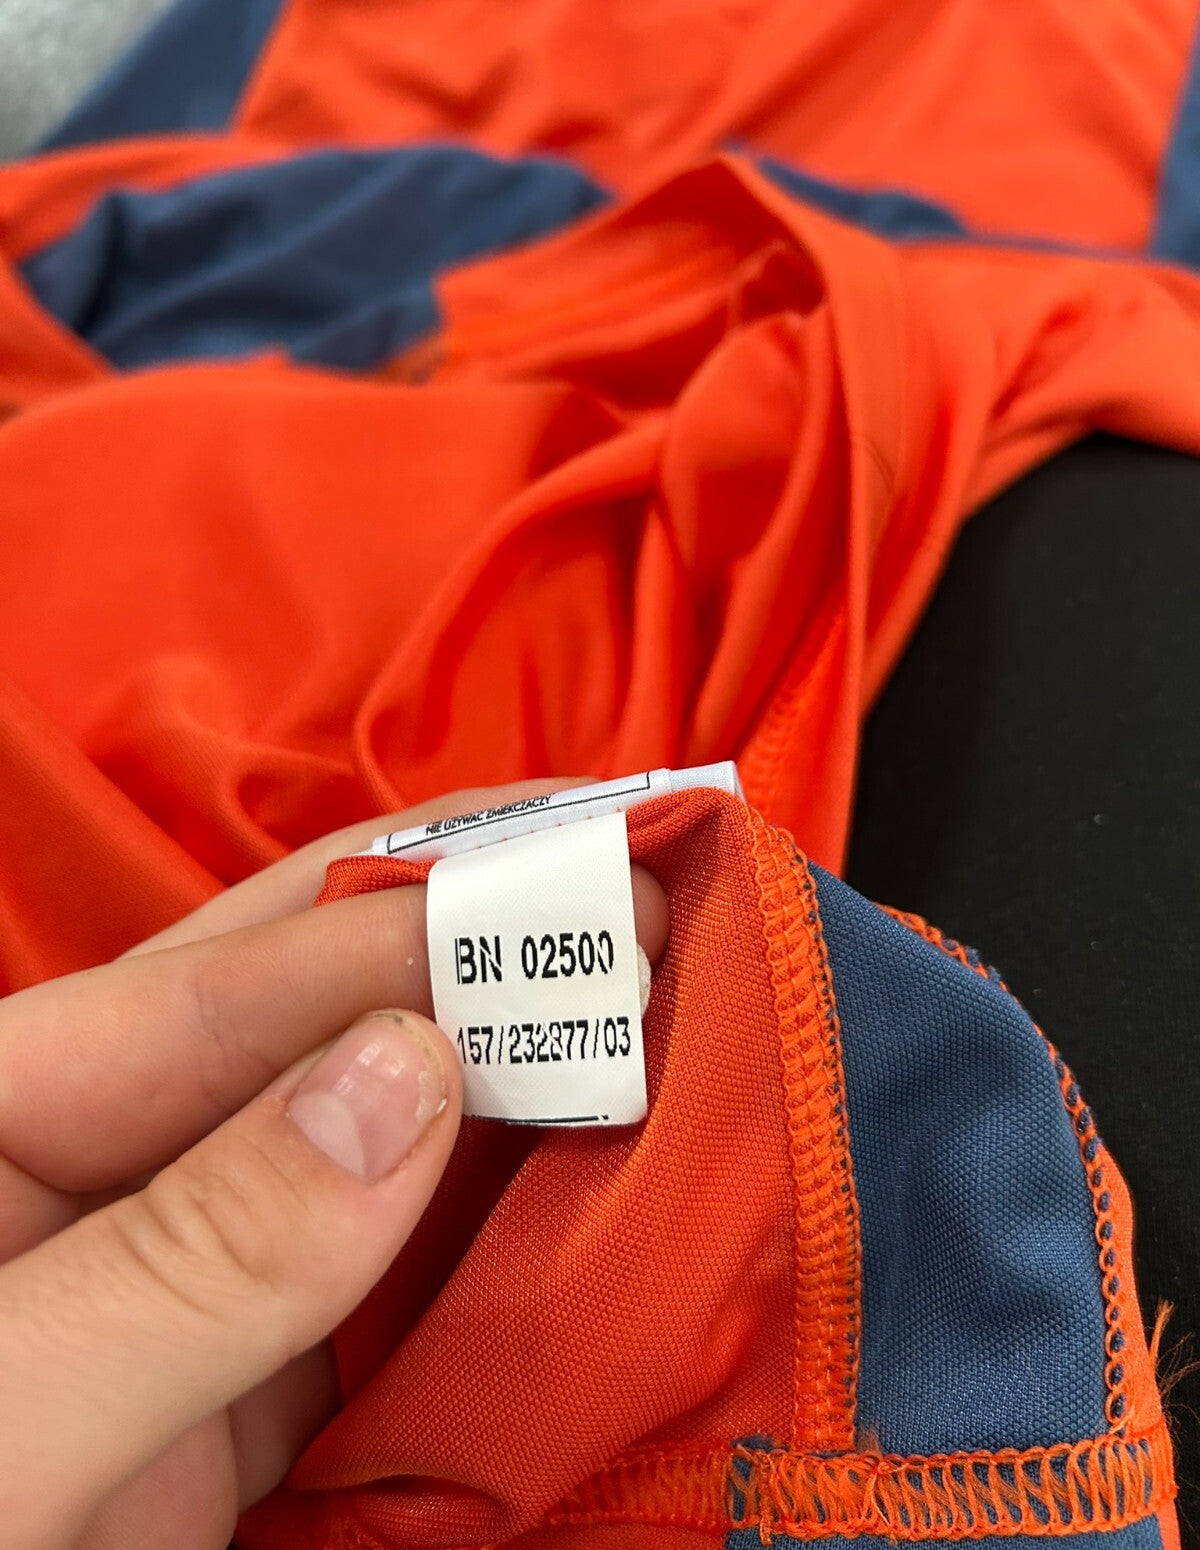 NIE UŻYWAĆ ZMIĘKCZACZY
BN 02500
157/232877/03